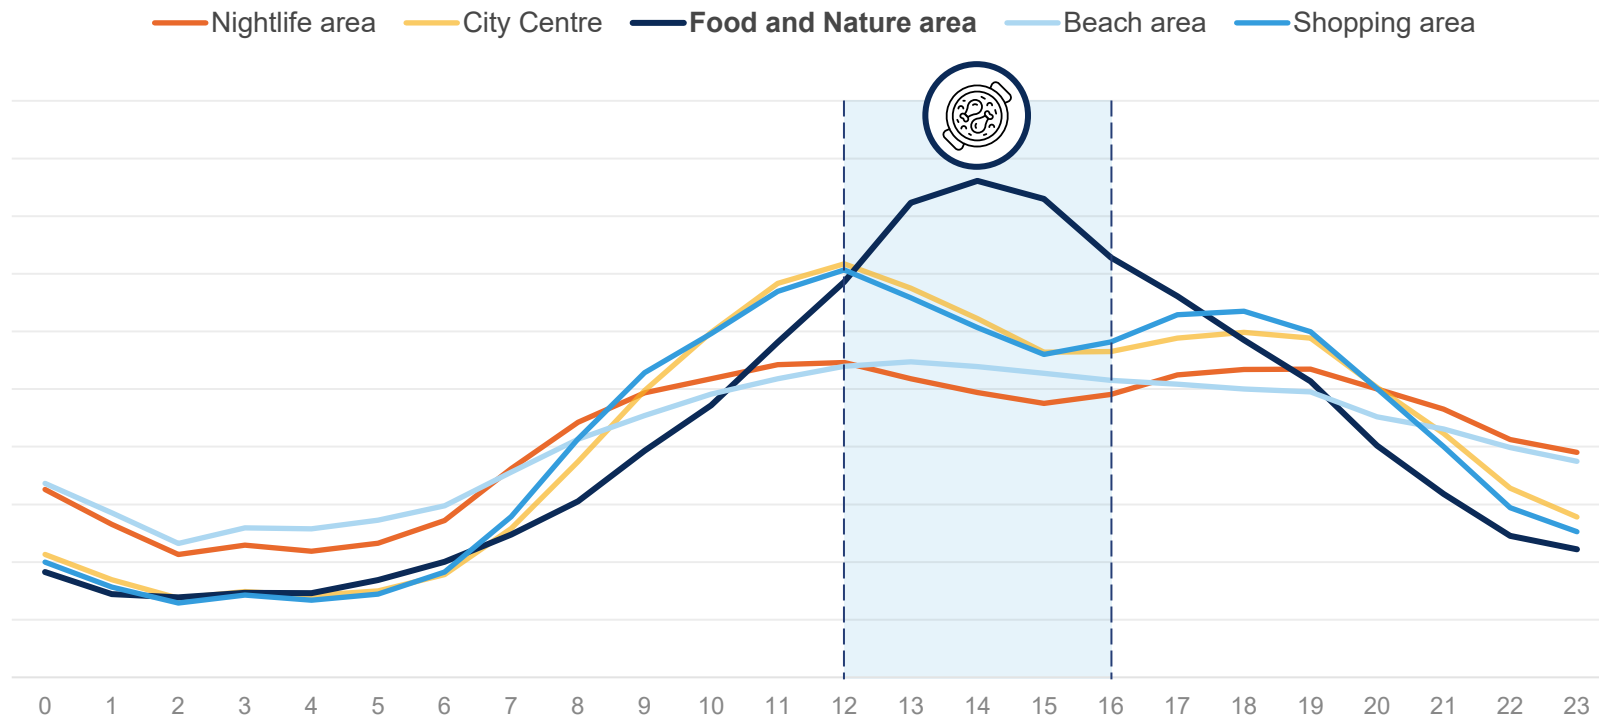 Nightlife area City Centre Food and Nature area Beach area Shopping area
0 1 2 3 4 5 6 7 8 9 10 11 12 13 14 15 16 17 18 19 20 21 22 23